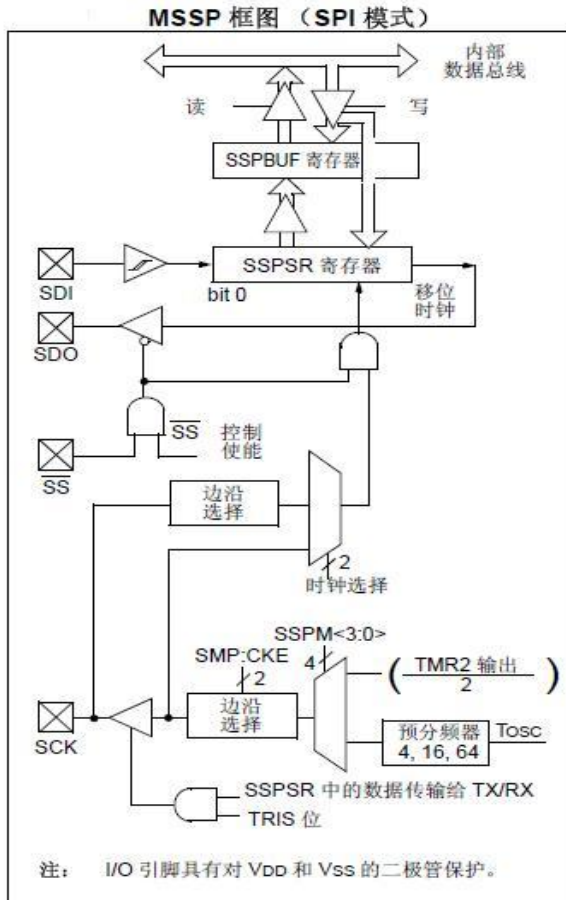 MSSP 框图 （SPI 模式）
内部
数据总线
读
写
SSPBUF 寄存器
SSPSR 寄存器
SDI
bit 0
移位
时钟
SDO
SS
控制
使能
SS
边沿
选择
2
时钟选择
SSPM<3:0>
SMP:CKE
4
2
(TMR2 输出)
2
边沿
选择
预分频器
4, 16, 64
Tosc
SCK
SSPSR 中的数据传输给 TX/RX
TRIS 位
注： I/O 引脚具有对 VDD 和 VSS 的二极管保护。